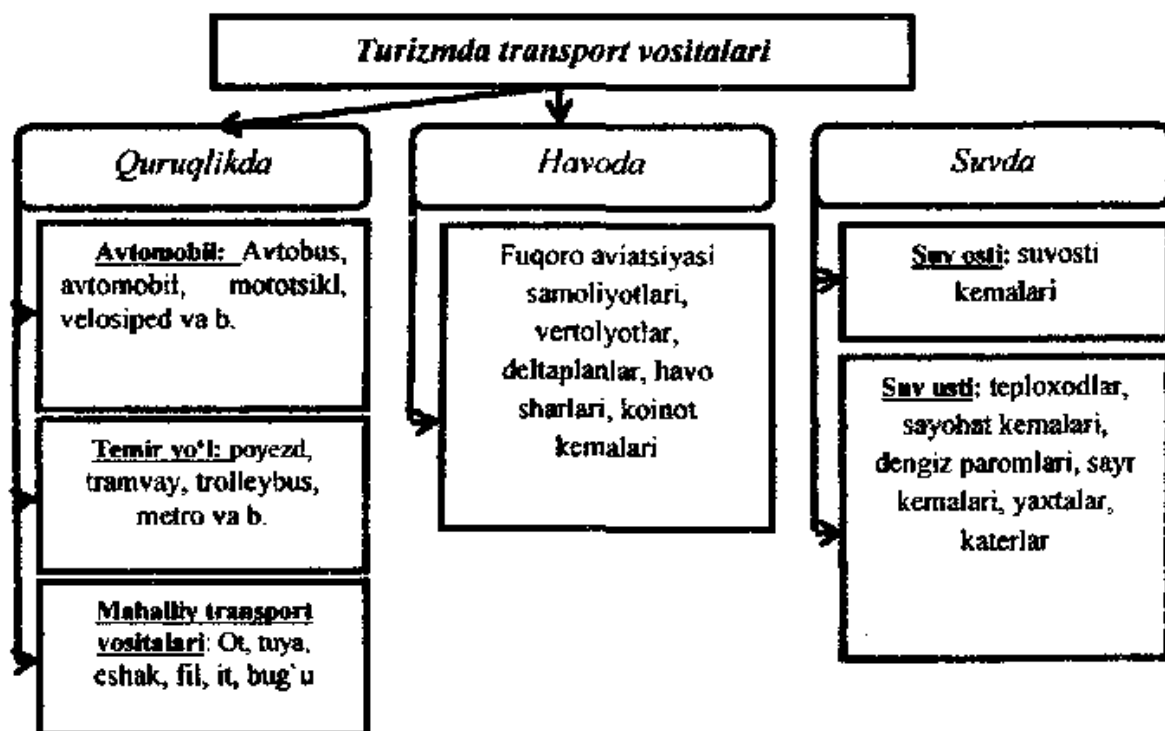 Turizmda transport vositalari
Quruqlikda
Avtomobil: Avtobus,
avtomobil, mototsikl,
velosiped va b.
Temir yo‘l: poyezd,
tramvay, trolleybus,
metro va b.
Mahalliy transport
vositalari: Ot, tuya,
eshak, fil, it, bug`u
Havoda
Fuqoro aviatsiyasi
samoliyotlari,
vertolyotlar,
deltaplanlar, havo
sharlari, koinot
kemalari
Suvda
Suv osti: suvosti
kemalari
Suv usti: teploxodlar,
sayohat kemalari,
dengiz paromlari, sayr
kemalari, yaxtalar,
katerlar